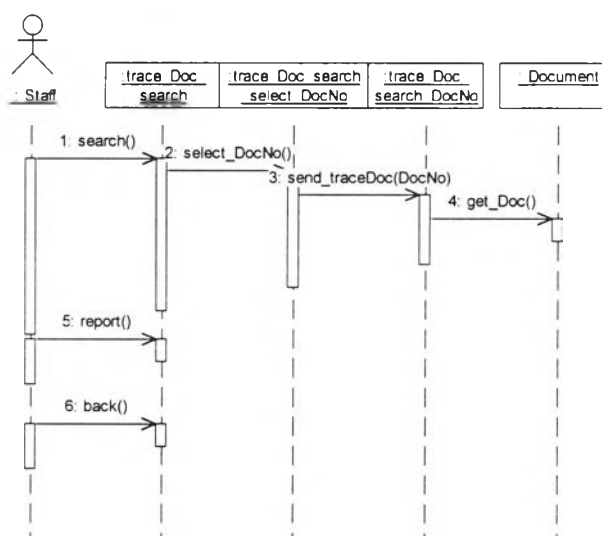 : Staff
:trace Doc
search
:trace Doc search
select DocNo
:trace Doc
search DocNo
: Document
1: search()
2: select_DocNo()
3: send_traceDoc(DocNo)
4: get_Doc()
5: report()
6: back()